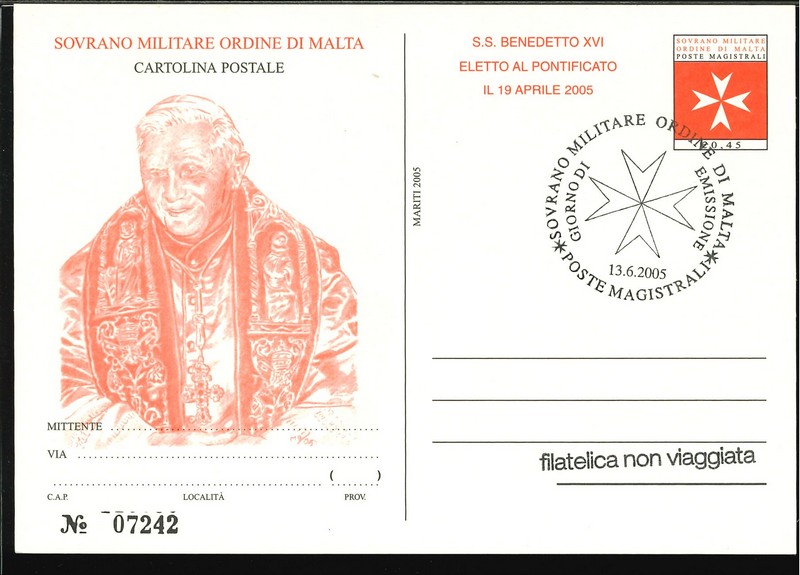 SOVRANO MILITARE ORDINE DI MALTA
CARTOLINA POSTALE
MITTENTE
VIA
( )
C.A.P. LOCALITÀ PROV.
№ 07242
MARITI 2005
S.S. BENEDETTO XVI
ELETTO AL PONTIFICATO
IL 19 APRILE 2005
SOVRANO MILITARE
ORDINE DI MALTA
POSTE MAGISTRALI
0,45
SOVRANO MILITARE ORDINE DI MALTA
GIORNO DI EMISSIONE
13.6.2005
POSTE MAGISTRALI
filatelica non viaggiata